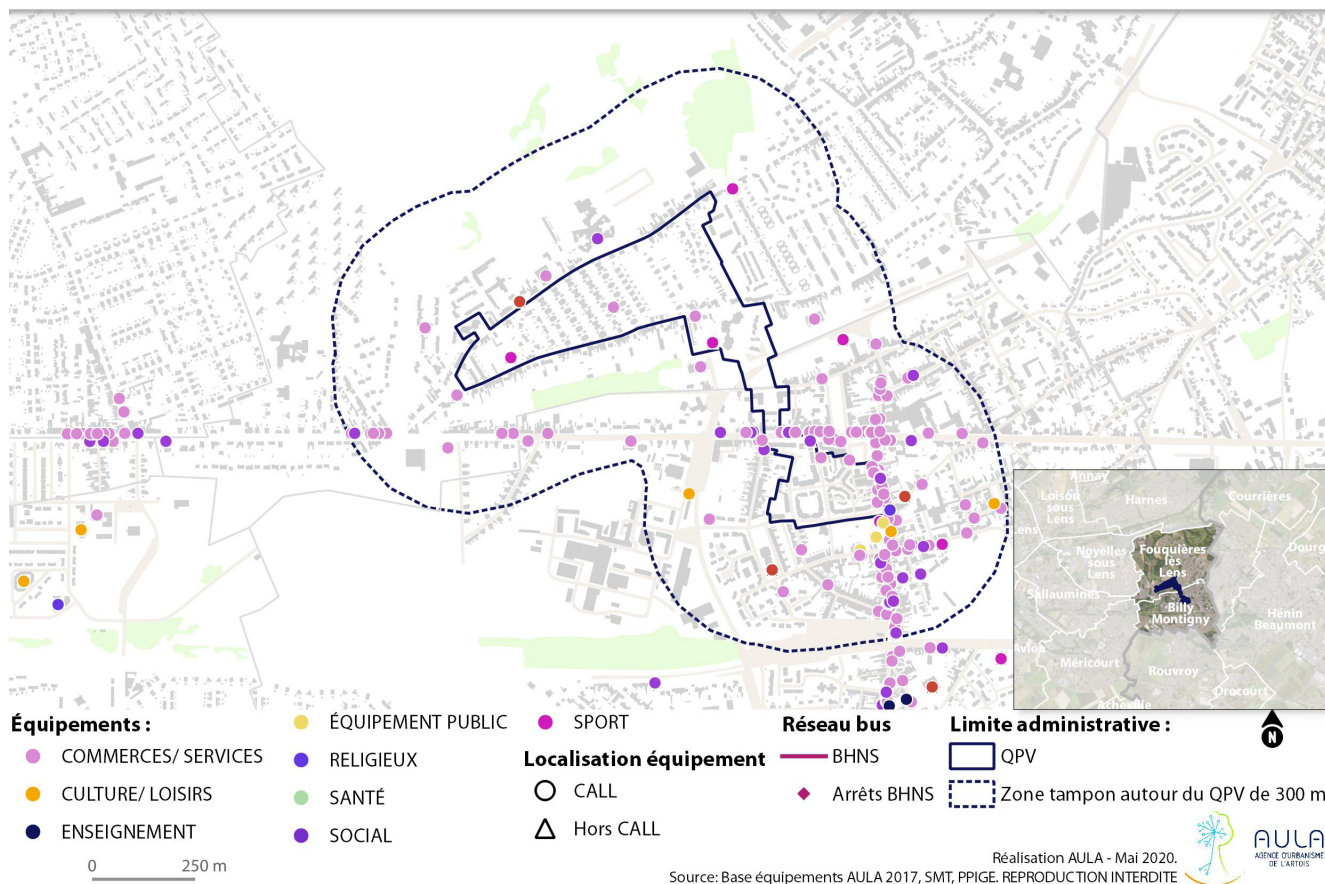 Annay
Loison
sous
Lens
Harnes
Courrières
Lens
Noyelles
sous
Lens
Fouquières
les
Lens
Dourg
Sallaumines
Billy
Montigny
Hénin
Beaumont
Avion
Méricourt
Rouvroy
Drocourt
Acheville
N
Équipements :
COMMERCES/ SERVICES
CULTURE/ LOISIRS
ENSEIGNEMENT
ÉQUIPEMENT PUBLIC
RELIGIEUX
SANTÉ
SOCIAL
SPORT
Localisation équipement
CALL
Hors CALL
Réseau bus
BHNS
Arrêts BHNS
Limite administrative :
QPV
Zone tampon autour du QPV de 300 m
0 250 m
Réalisation AULA - Mai 2020.
Source: Base équipements AULA 2017, SMT, PPIGE. REPRODUCTION INTERDITE
AULA
AGENCE D'URBANISME
DE L'ARTOIS